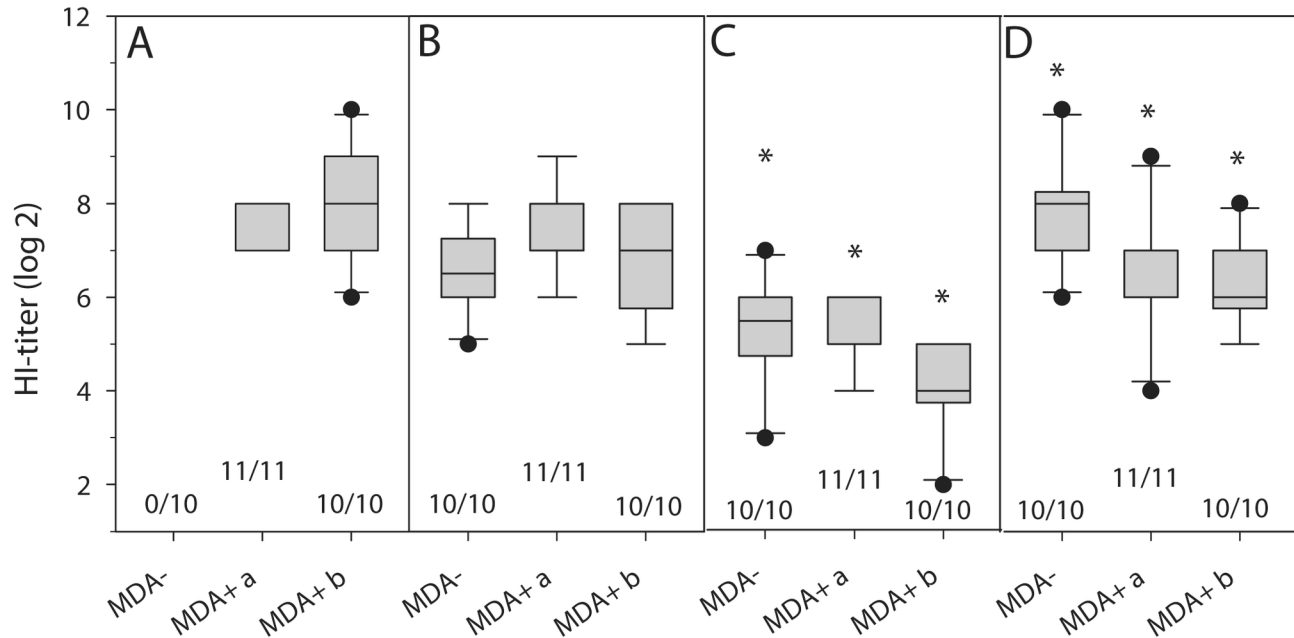 HI-titer (log 2)
12
10
8
6
4
2
A
B
C
D
*
*
*
*
*
*
0/10
11/11
10/10
10/10
11/11
10/10
10/10
11/11
10/10
10/10
11/11
10/10
MDA-
MDA+ a
MDA+ b
MDA-
MDA+ a
MDA+ b
MDA-
MDA+ a
MDA+ b
MDA-
MDA+ a
MDA+ b